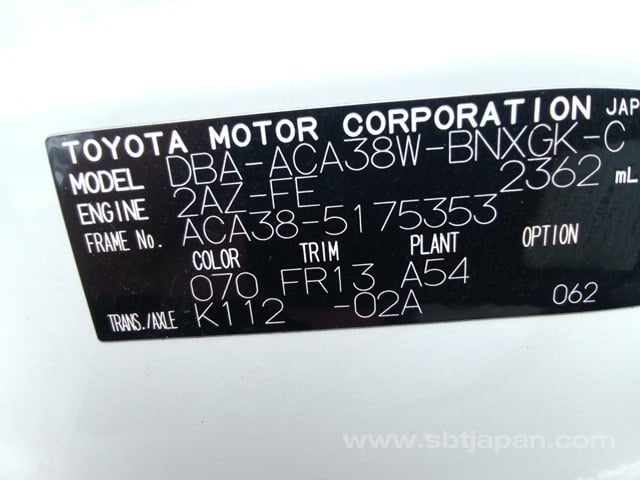 TOYOTA MOTOR CORPORATION JAP
MODEL DBA-ACA38W-BNXGK-C
ENGINE 2AZ-FE 2362 mL
FRAME No. ACA38-5175353
COLOR TRIM PLANT OPTION
070 FR13 A54
TRANS./AXLE K112 -02A 062
www.sbtjapan.com